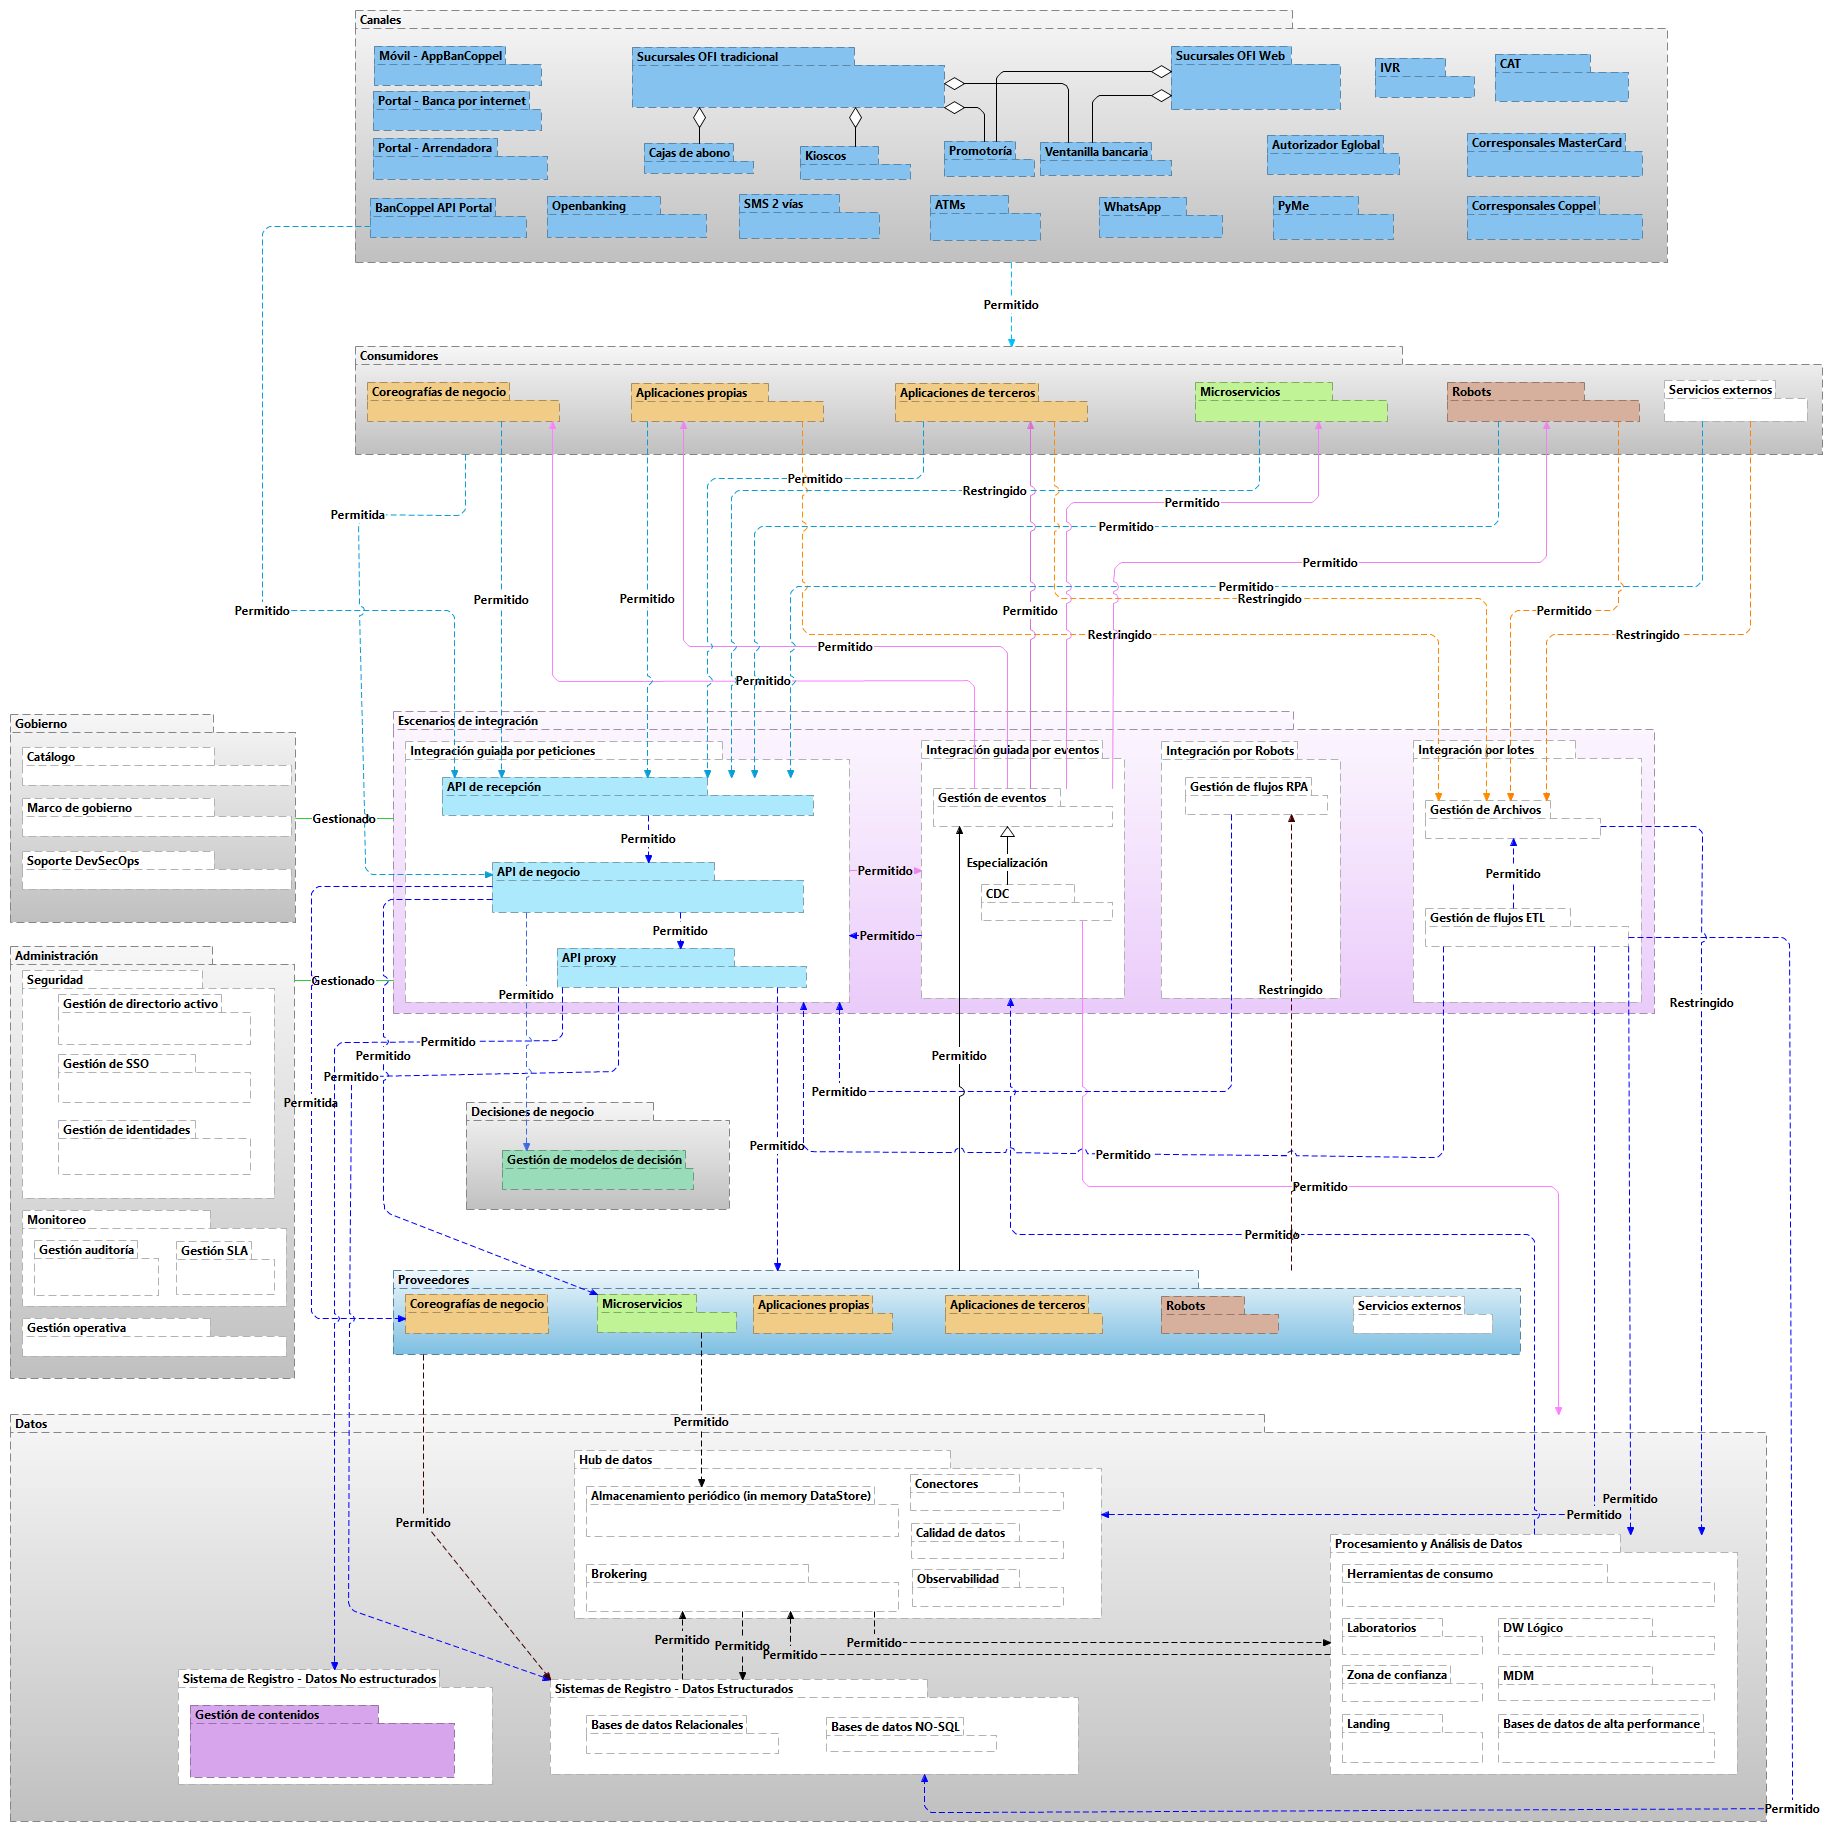 Canales
Móvil - AppBanCoppel
Sucursales OFI tradicional
Sucursales OFI Web
IVR
CAT
Portal - Banca por internet
Portal - Arrendadora
Cajas de abono
Kioscos
Promotoría
Ventanilla bancaria
Autorizador Eglobal
Corresponsales MasterCard
BanCoppel API Portal
Openbanking
SMS 2 vías
ATMs
WhatsApp
PyMe
Corresponsales Coppel
Permitido
Consumidores
Coreografías de negocio
Aplicaciones propias
Aplicaciones de terceros
Microservicios
Robots
Servicios externos
Permitido
Restringido
Permitido
Permitida
Permitido
Permitido
Permitido
Restringido
Permitido
Permitido
Permitido
Permitido
Permitido
Restringido
Restringido
Permitido
Permitido
Gobierno
Catálogo
Marco de gobierno
Soporte DevSecOps
Gestionado
Escenarios de integración
Integración guiada por peticiones
Integración guiada por eventos
Integración por Robots
Integración por lotes
API de recepción
Gestión de eventos
Gestión de flujos RPA
Gestión de Archivos
Permitido
Especialización
API de negocio
Permitido
Permitido
CDC
Gestión de flujos ETL
Permitido
Permitido
API proxy
Permitido
Restringido
Restringido
Administración
Seguridad
Gestionado
Gestión de directorio activo
Gestión de SSO
Gestión de identidades
Monitoreo
Gestión auditoría
Gestión SLA
Gestión operativa
Permitido
Permitido
Permitido
Permitido
Permitida
Permitido
Decisiones de negocio
Gestión de modelos de decisión
Permitido
Permitido
Permitido
Permitido
Proveedores
Coreografías de negocio
Microservicios
Aplicaciones propias
Aplicaciones de terceros
Robots
Servicios externos
Datos
Permitido
Hub de datos
Almacenamiento periódico (in memory DataStore)
Conectores
Calidad de datos
Observabilidad
Brokering
Permitido
Permitido
Permitido
Procesamiento y Análisis de Datos
Herramientas de consumo
Laboratorios
DW Lógico
Zona de confianza
MDM
Landing
Bases de datos de alta performance
Permitido
Permitido
Permitido
Permitido
Sistema de Registro - Datos No estructurados
Gestión de contenidos
Sistemas de Registro - Datos Estructurados
Bases de datos Relacionales
Bases de datos NO-SQL
Permitido